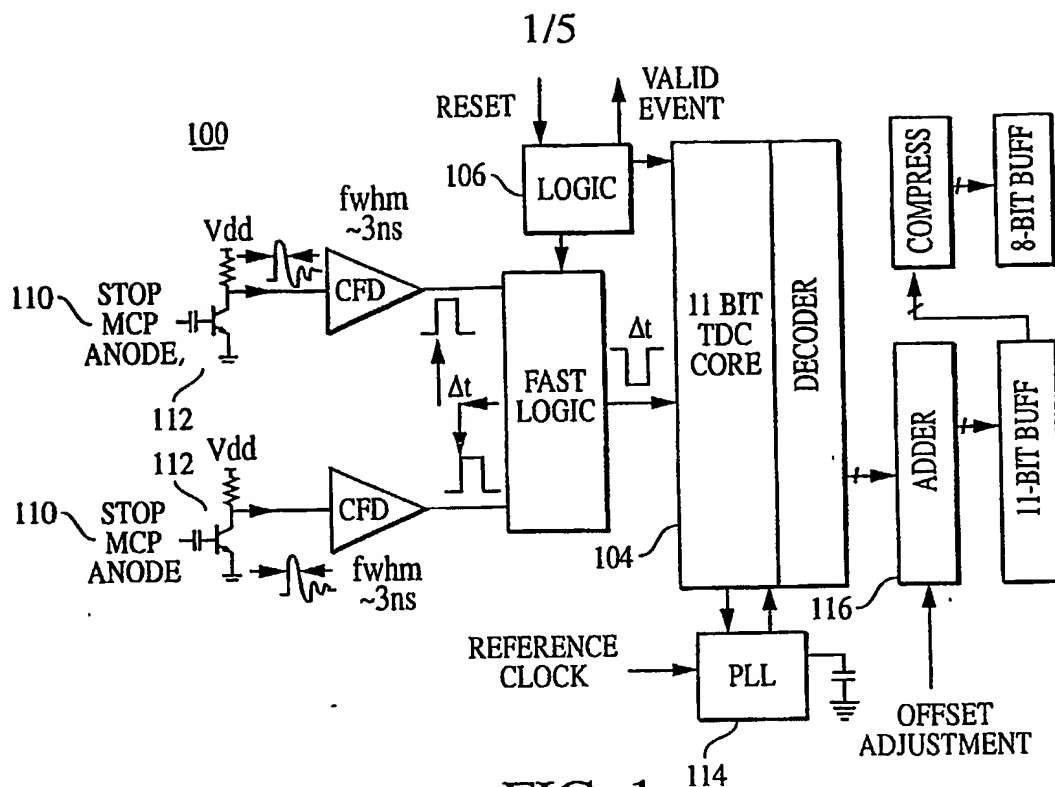 1/5
100
RESET
VALID
EVENT
106
LOGIC
fwhm
~3ns
Vdd
110
STOP
MCP
ANODE,
CFD
112
Δt
FAST
LOGIC
Δt
11 BIT
TDC
CORE
DECODER
COMPRESS
8-BIT BUFF
112
Vdd
110
STOP
MCP
ANODE
CFD
fwhm
~3ns
104
ADDER
11-BIT BUFF
116
REFERENCE
CLOCK
PLL
114
OFFSET
ADJUSTMENT